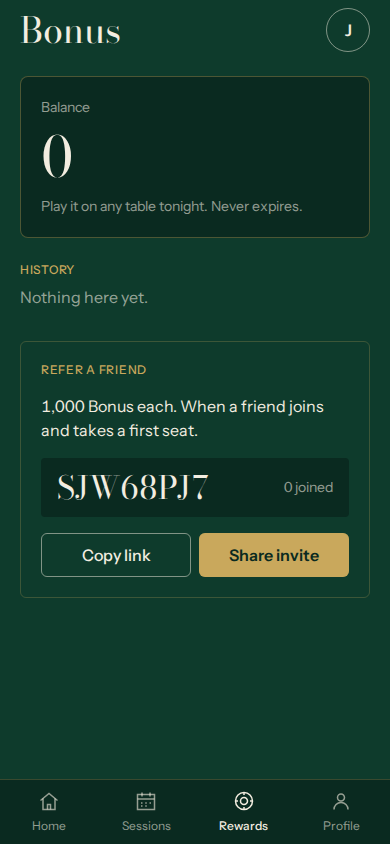 Bonus
J
Balance
0
Play it on any table tonight. Never expires.
HISTORY
Nothing here yet.
REFER A FRIEND
1,000 Bonus each. When a friend joins
and takes a first seat.
SJW68PJ7
0 joined
Copy link
Share invite
Home
Sessions
Rewards
Profile